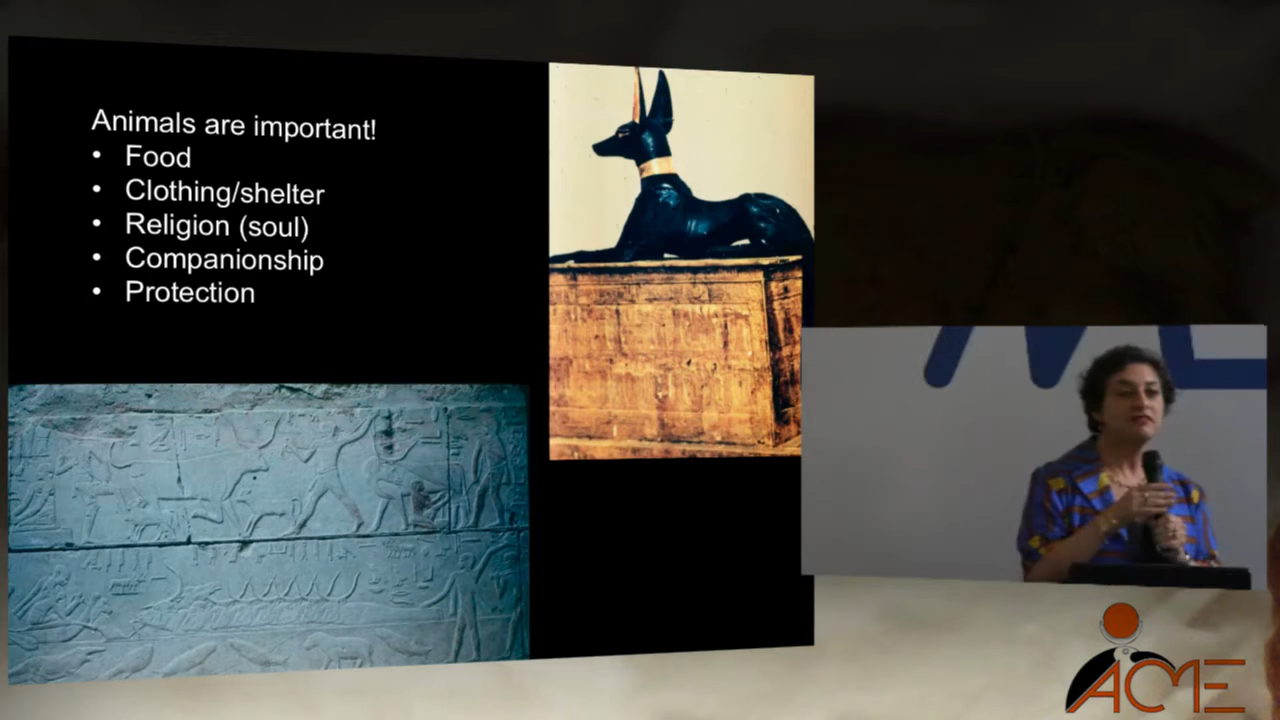 Animals are important!
• Food
• Clothing/shelter
• Religion (soul)
• Companionship
• Protection
ACME